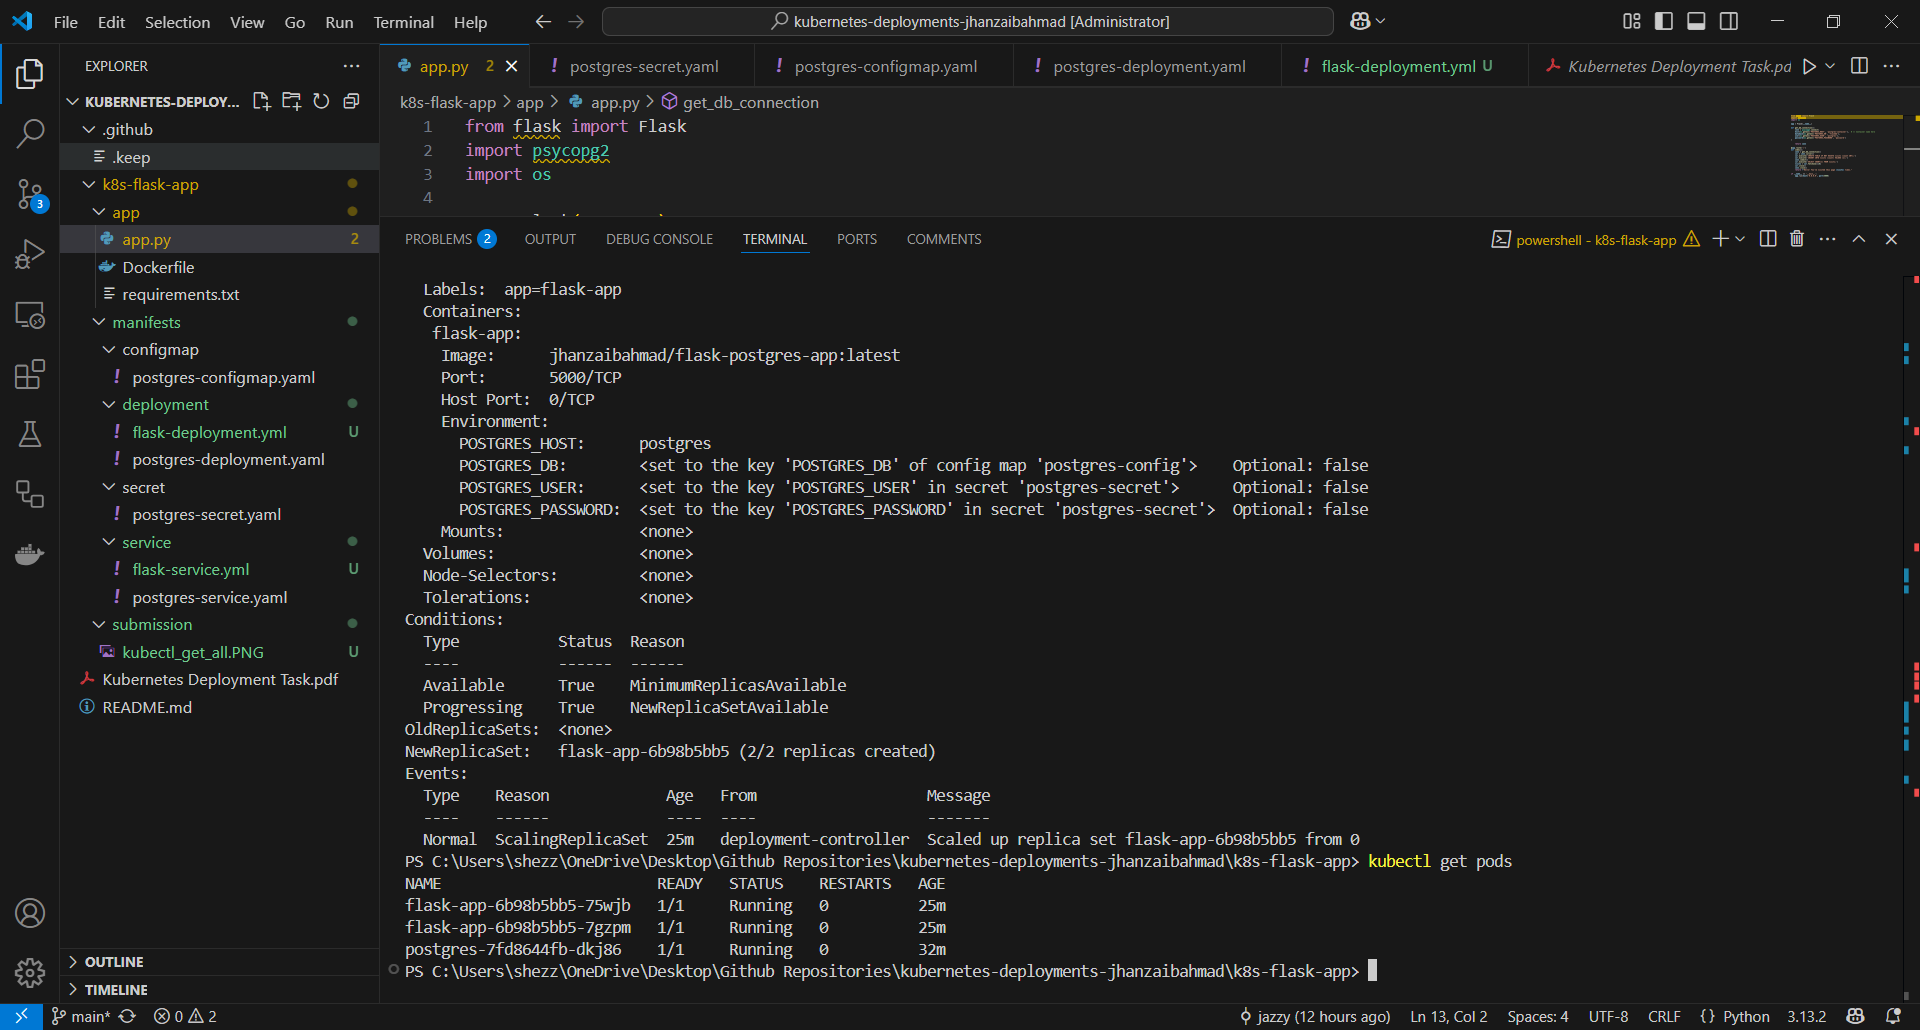 File Edit Selection View Go Run Terminal Help
kubernetes-deployments-jhanzaibahmad [Administrator]
EXPLORER
app.py 2
postgres-secret.yaml
postgres-configmap.yaml
postgres-deployment.yaml
flask-deployment.yml U
Kubernetes Deployment Task.pd
KUBERNETES-DEPLOY...
.github
.keep
k8s-flask-app
app
app.py 2
Dockerfile
requirements.txt
manifests
configmap
postgres-configmap.yaml
deployment
flask-deployment.yml U
postgres-deployment.yaml
secret
postgres-secret.yaml
service
flask-service.yml U
postgres-service.yaml
submission
kubectl_get_all.PNG U
Kubernetes Deployment Task.pdf
README.md
OUTLINE
TIMELINE
3
k8s-flask-app > app > app.py > get_db_connection
1 from flask import Flask
2 import psycopg2
3 import os
4
PROBLEMS 2 OUTPUT DEBUG CONSOLE TERMINAL PORTS COMMENTS
powershell - k8s-flask-app
Labels: app=flask-app
Containers:
flask-app:
Image: jhanzaibahmad/flask-postgres-app:latest
Port: 5000/TCP
Host Port: 0/TCP
Environment:
POSTGRES_HOST: postgres
POSTGRES_DB: <set to the key 'POSTGRES_DB' of config map 'postgres-config'> Optional: false
POSTGRES_USER: <set to the key 'POSTGRES_USER' in secret 'postgres-secret'> Optional: false
POSTGRES_PASSWORD: <set to the key 'POSTGRES_PASSWORD' in secret 'postgres-secret'> Optional: false
Mounts: <none>
Volumes: <none>
Node-Selectors: <none>
Tolerations: <none>
Conditions:
Type Status Reason
---- ------ ------
Available True MinimumReplicasAvailable
Progressing True NewReplicaSetAvailable
OldReplicaSets: <none>
NewReplicaSet: flask-app-6b98b5bb5 (2/2 replicas created)
Events:
Type Reason Age From Message
---- ------ ---- ---- -------
Normal ScalingReplicaSet 25m deployment-controller Scaled up replica set flask-app-6b98b5bb5 from 0
PS C:\Users\shezz\OneDrive\Desktop\Github Repositories\kubernetes-deployments-jhanzaibahmad\k8s-flask-app> kubectl get pods
NAME READY STATUS RESTARTS AGE
flask-app-6b98b5bb5-75wjb 1/1 Running 0 25m
flask-app-6b98b5bb5-7gzpm 1/1 Running 0 25m
postgres-7fd8644fb-dkj86 1/1 Running 0 32m
PS C:\Users\shezz\OneDrive\Desktop\Github Repositories\kubernetes-deployments-jhanzaibahmad\k8s-flask-app>
main* 0 2 jazzy (12 hours ago) Ln 13, Col 2 Spaces: 4 UTF-8 CRLF {} Python 3.13.2